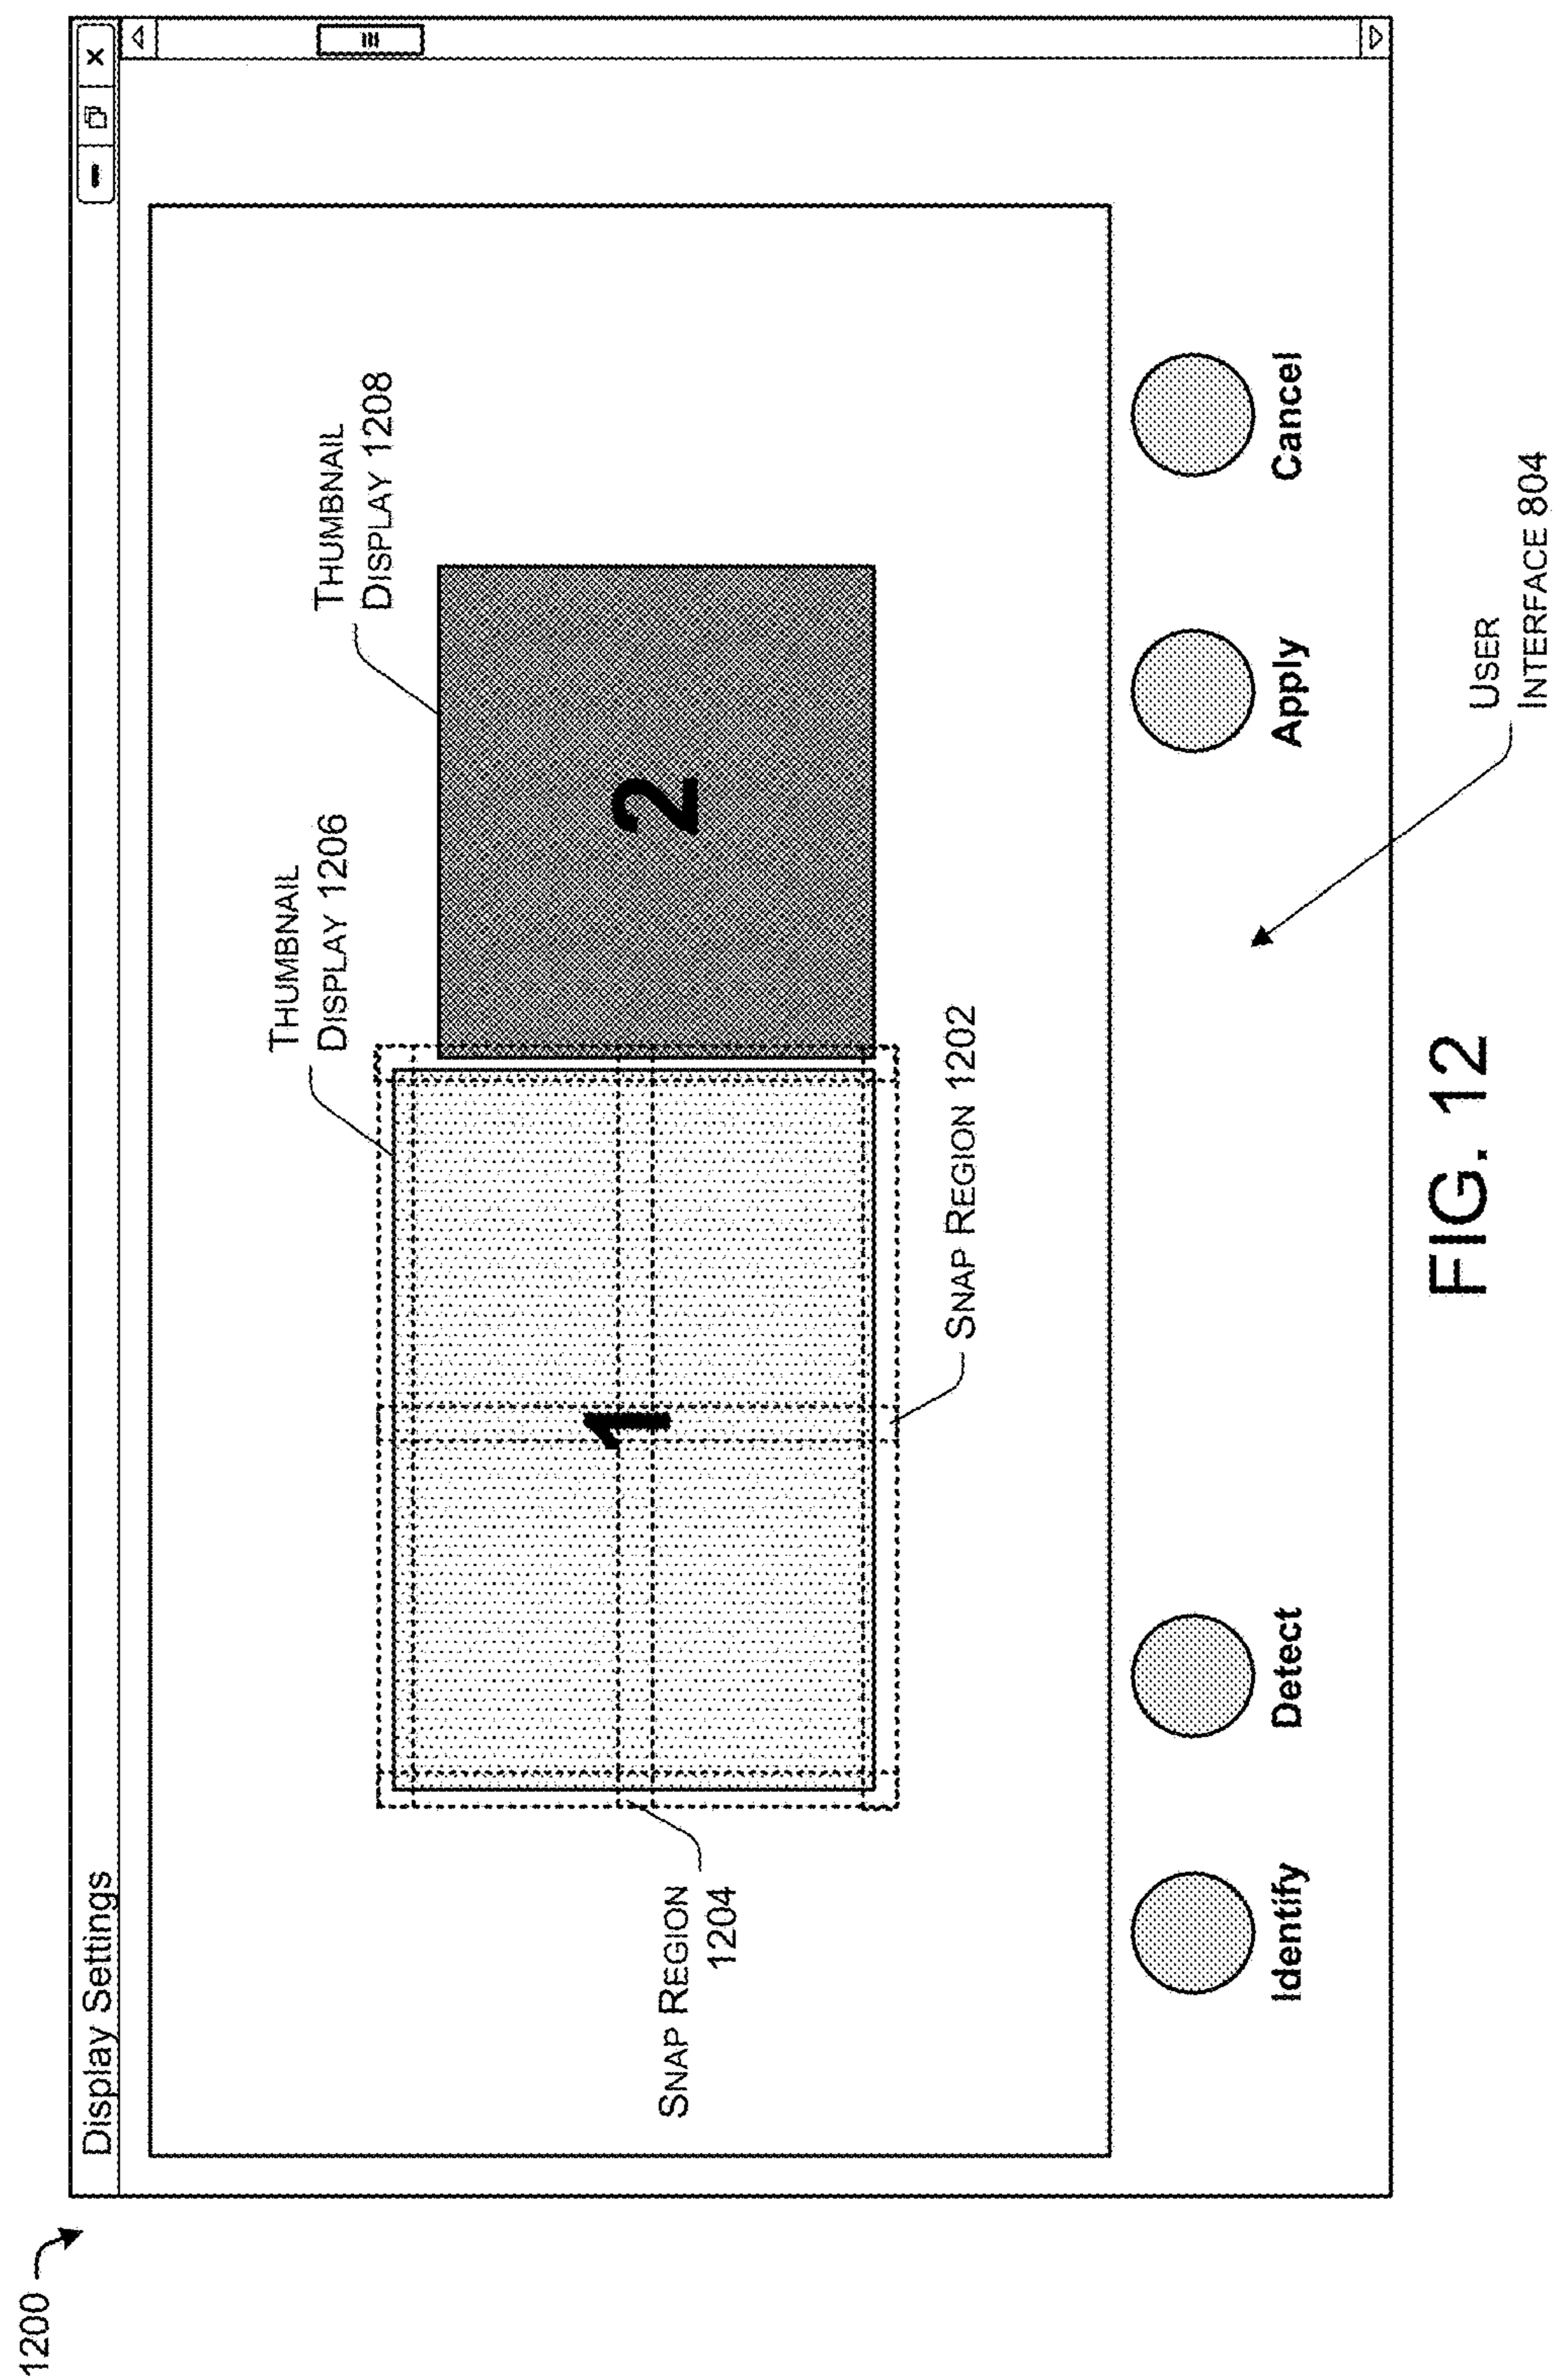 1200
Display Settings
THUMBNAIL
DISPLAY 1206
THUMBNAIL
DISPLAY 1208
1
2
SNAP REGION
1204
SNAP REGION 1202
Identify
Detect
Apply
Cancel
USER
INTERFACE 804
FIG. 12